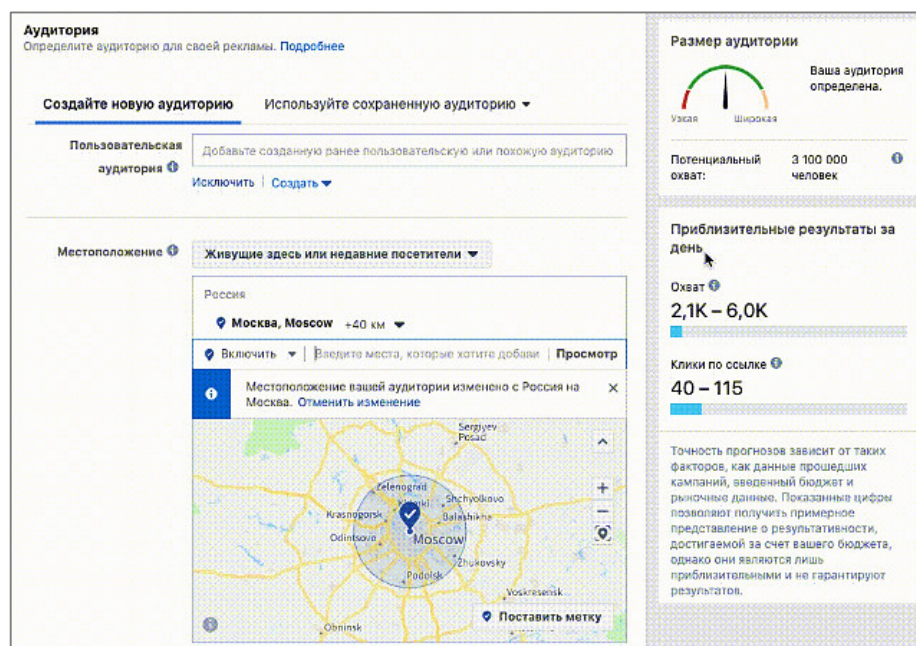 Аудитория
Определите аудиторию для своей рекламы. Подробнее
Создайте новую аудиторию
Используйте сохраненную аудиторию
Пользовательская
аудитория
Добавьте созданную ранее пользовательскую или похожую аудиторию
Исключить | Создать
Местоположение
Живущие здесь или недавние посетители
Россия
Москва, Moscow +40 км
Включить
Введите места, которые хотите добави
Просмотр
Местоположение вашей аудитории изменено с Россия на
Москва. Отменить изменение
Sergiyev
Posad
Zelenograd
Shchyolkovo
Krasnogorsk
Balashikha
Odintsovo
Moscow
Zhukovsky
Podolsk
Voskresensk
Obninsk
Поставить метку
Размер аудитории
Ваша аудитория
определена.
Узкая
Широкая
Потенциальный
охват:
3 100 000
человек
Приблизительные результаты за
день
Охват
2,1K – 6,0K
Клики по ссылке
40 – 115
Точность прогнозов зависит от таких
факторов, как данные прошедших
кампаний, введенный бюджет и
рыночные данные. Показанные цифры
позволяют получить примерное
представление о результативности,
достигаемой за счет вашего бюджета,
однако они являются лишь
приблизительными и не гарантируют
результатов.